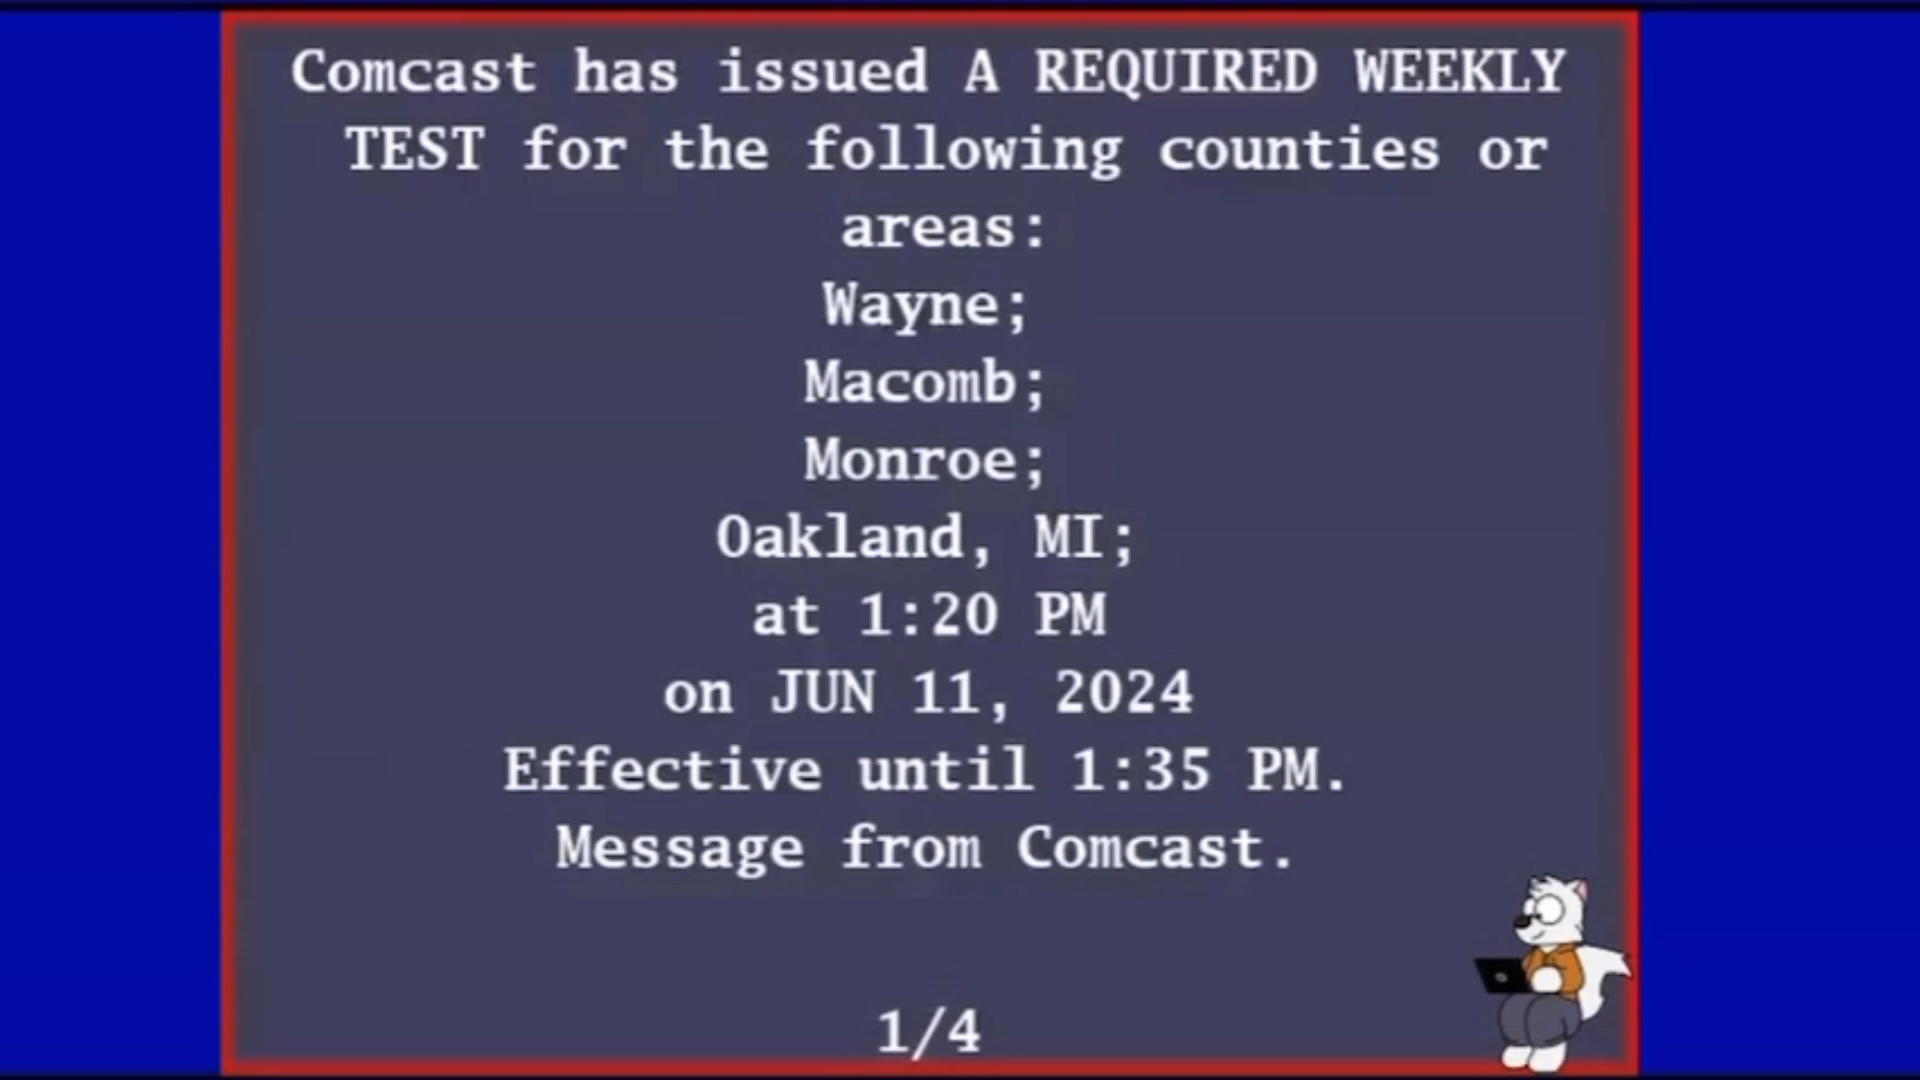 Comcast has issued A REQUIRED WEEKLY
TEST for the following counties or
areas:
Wayne;
Macomb;
Monroe;
Oakland, MI;
at 1:20 PM
on JUN 11, 2024
Effective until 1:35 PM.
Message from Comcast.
1/4